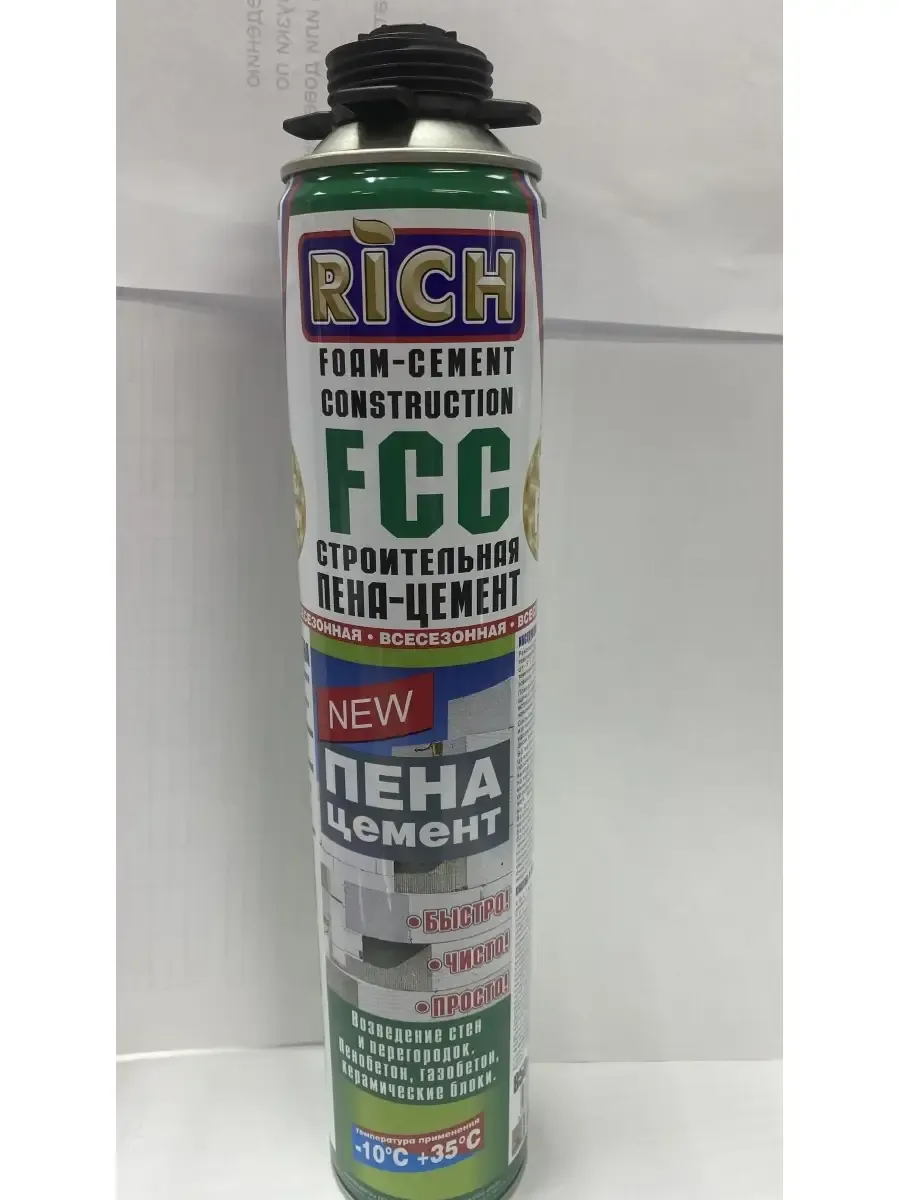 RICH
FOAM-CEMENT
CONSTRUCTION
FCC
СТРОИТЕЛЬНАЯ
ПЕНА-ЦЕМЕНТ
ВСЕСЕЗОННАЯ
NEW
ПЕНА
цемент
• БЫСТРО!
• ЧИСТО!
• ПРОСТО!
Возведение стен
и перегородок.
Пенобетон, газобетон,
керамические блоки.
температура применения
-10°C +35°C